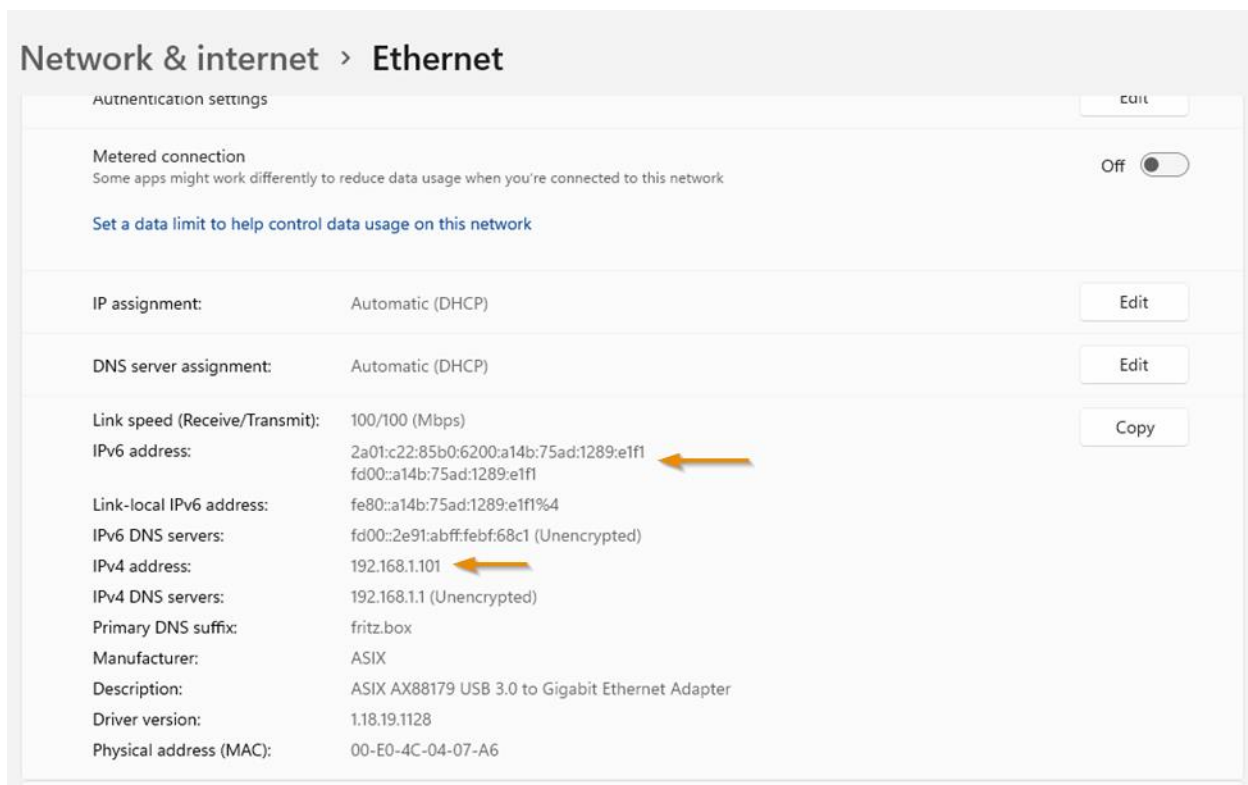 Network & internet > Ethernet
Authentication settings Edit
Metered connection
Some apps might work differently to reduce data usage when you're connected to this network
Off
Set a data limit to help control data usage on this network
IP assignment: Automatic (DHCP) Edit
DNS server assignment: Automatic (DHCP) Edit
Link speed (Receive/Transmit): 100/100 (Mbps) Copy
IPv6 address: 2a01:c22:85b0:6200:a14b:75ad:1289:e1f1
fd00::a14b:75ad:1289:e1f1
Link-local IPv6 address: fe80::a14b:75ad:1289:e1f1%4
IPv6 DNS servers: fd00::2e91:abff:febf:68c1 (Unencrypted)
IPv4 address: 192.168.1.101
IPv4 DNS servers: 192.168.1.1 (Unencrypted)
Primary DNS suffix: fritz.box
Manufacturer: ASIX
Description: ASIX AX88179 USB 3.0 to Gigabit Ethernet Adapter
Driver version: 1.18.19.1128
Physical address (MAC): 00-E0-4C-04-07-A6